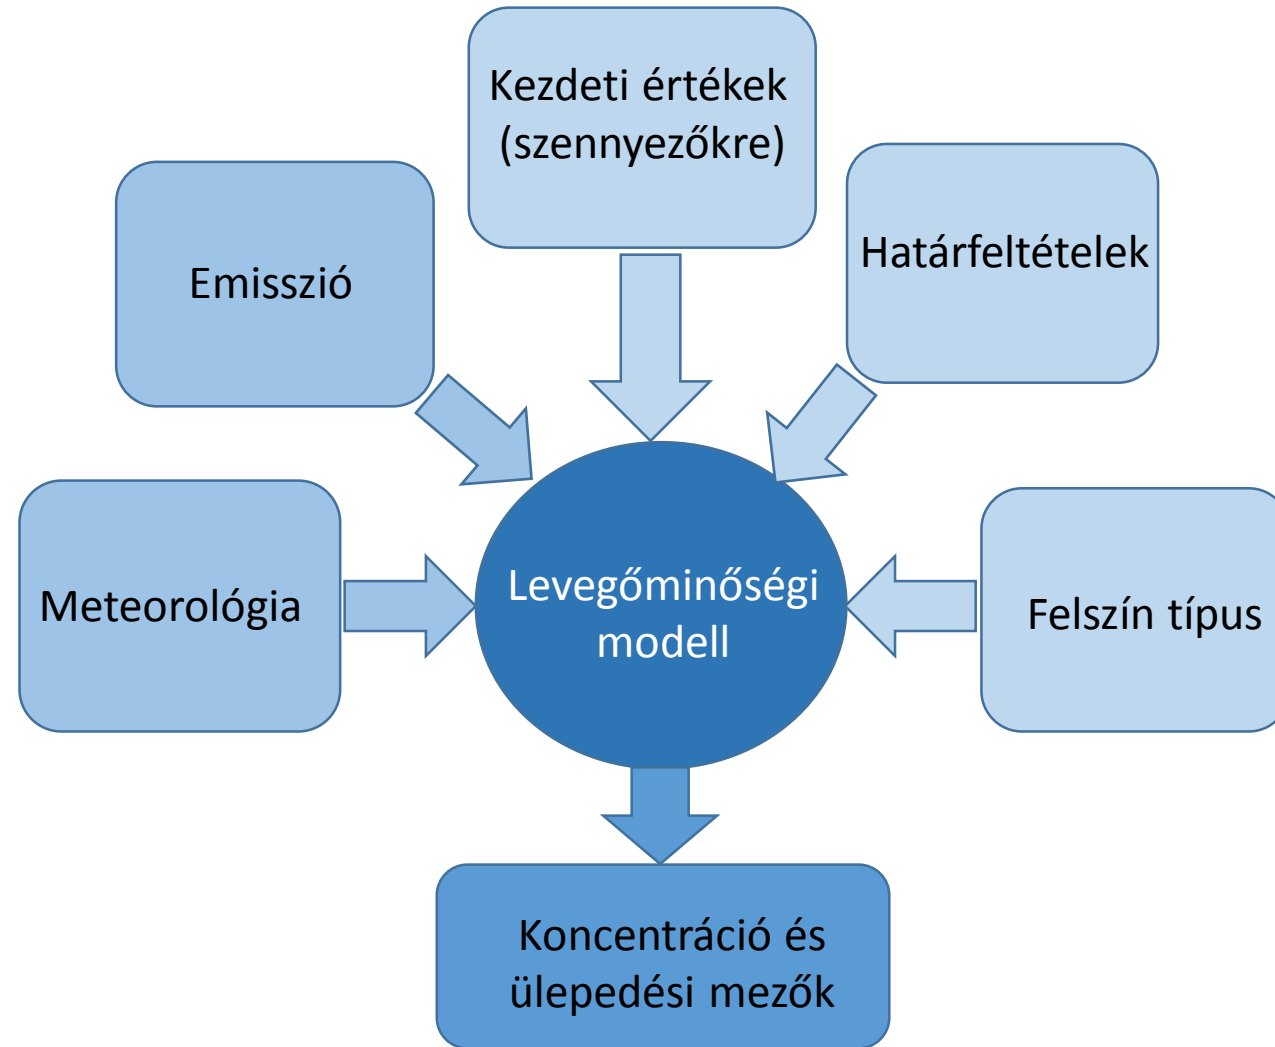 Kezdeti értékek
(szennyezőkre)
Emisszió
Határfeltételek
Meteorológia
Levegőminőségi
modell
Felszín típus
Koncentráció és
ülepedési mezők